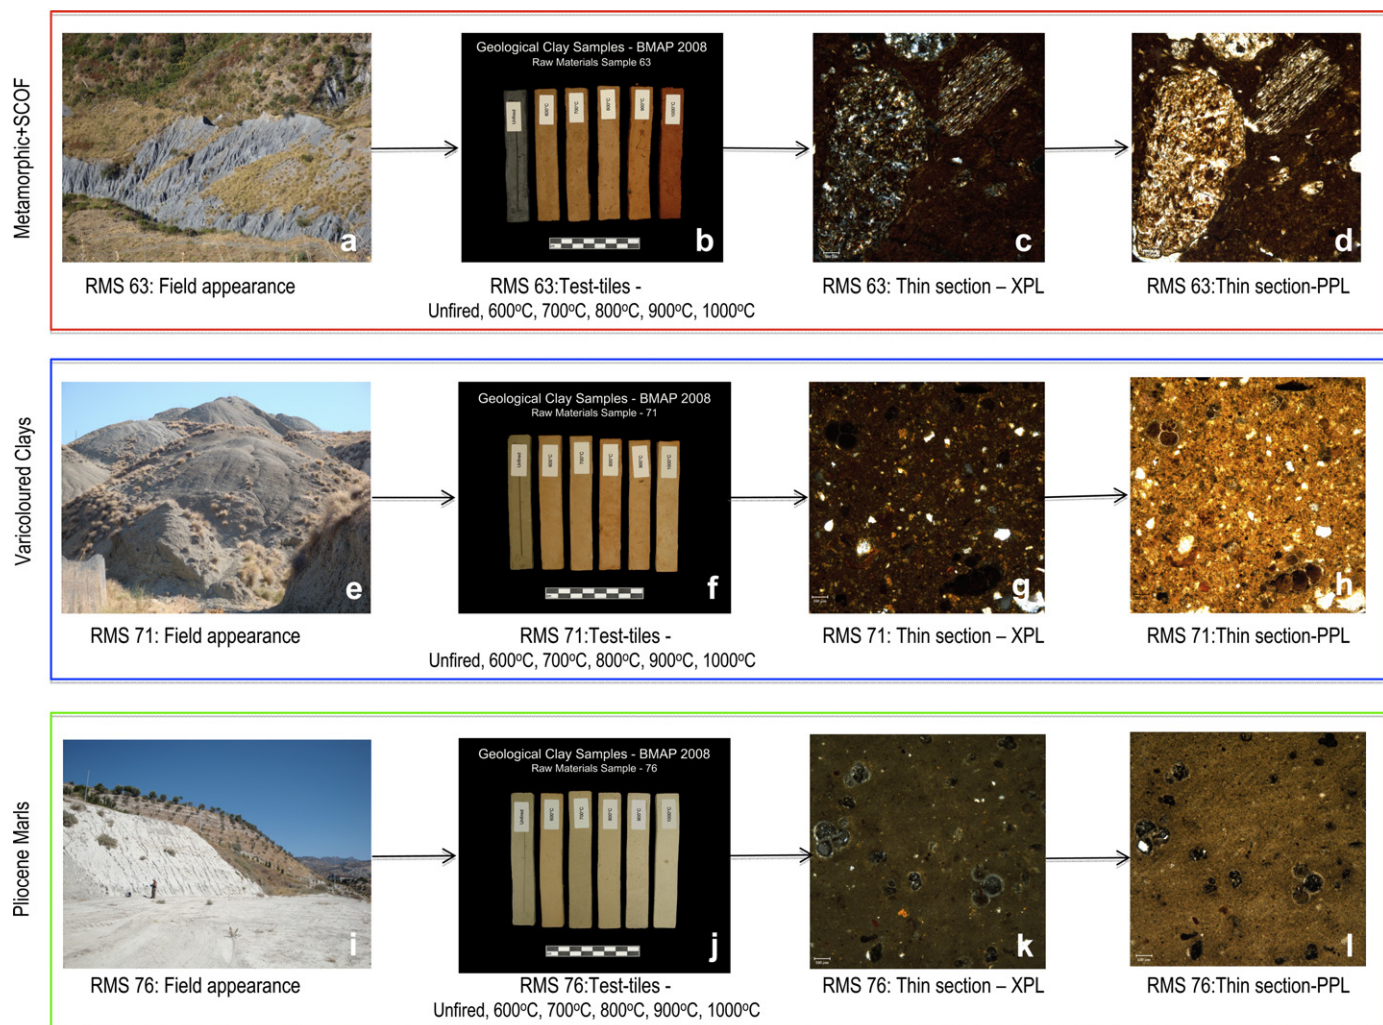 Metamorphic+SCOF
Geological Clay Samples - BMAP 2008
Raw Materials Sample 63
a
b
c
d
RMS 63: Field appearance
RMS 63:Test-tiles -
Unfired, 600ºC, 700ºC, 800ºC, 900ºC, 1000ºC
RMS 63: Thin section – XPL
RMS 63:Thin section-PPL
Varicoloured Clays
Geological Clay Samples - BMAP 2008
Raw Materials Sample - 71
e
f
g
h
RMS 71: Field appearance
RMS 71:Test-tiles -
Unfired, 600ºC, 700ºC, 800ºC, 900ºC, 1000ºC
RMS 71: Thin section – XPL
RMS 71:Thin section-PPL
Pliocene Marls
Geological Clay Samples - BMAP 2008
Raw Materials Sample - 76
i
j
k
l
RMS 76: Field appearance
RMS 76:Test-tiles -
Unfired, 600ºC, 700ºC, 800ºC, 900ºC, 1000ºC
RMS 76: Thin section – XPL
RMS 76:Thin section-PPL